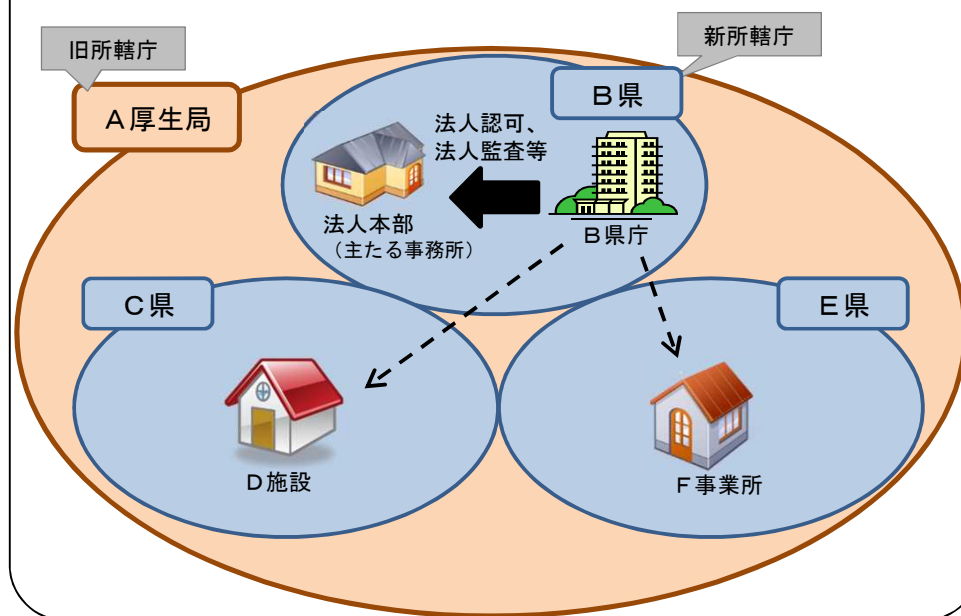 旧所轄庁
新所轄庁
A厚生局
B県
法人認可、
法人監査等
法人本部
（主たる事務所）
B県庁
C県
E県
D施設
F事業所